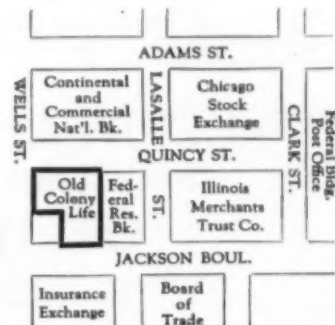 ADAMS ST.
WELLS ST.
Continental
and
Commercial
Nat'l. Bk.
LASALLE
ST.
Chicago
Stock
Exchange
CLARK ST.
Federal Bldg.
Post Office
QUINCY ST.
Old
Colony
Life
Fed-
eral
Res.
Bk.
Illinois
Merchants
Trust Co.
JACKSON BOUL.
Insurance
Exchange
Board
of
Trade